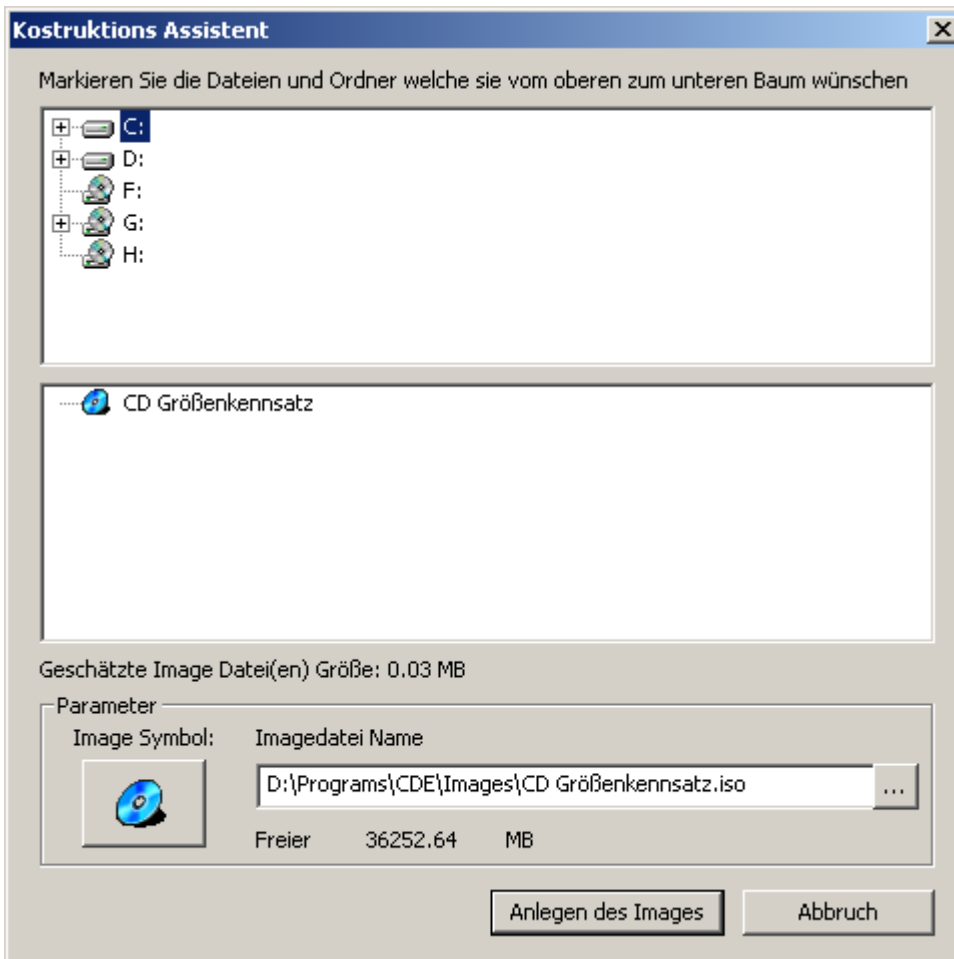 Kostruktions Assistent
Markieren Sie die Dateien und Ordner welche sie vom oberen zum unteren Baum wünschen
C:
D:
F:
G:
H:
CD Größenkennsatz
Geschätzte Image Datei(en) Größe: 0.03 MB
Parameter
Image Symbol: Imagedatei Name
D:\Programs\CDE\Images\CD Größenkennsatz.iso ...
Freier 36252.64 MB
Anlegen des Images Abbruch